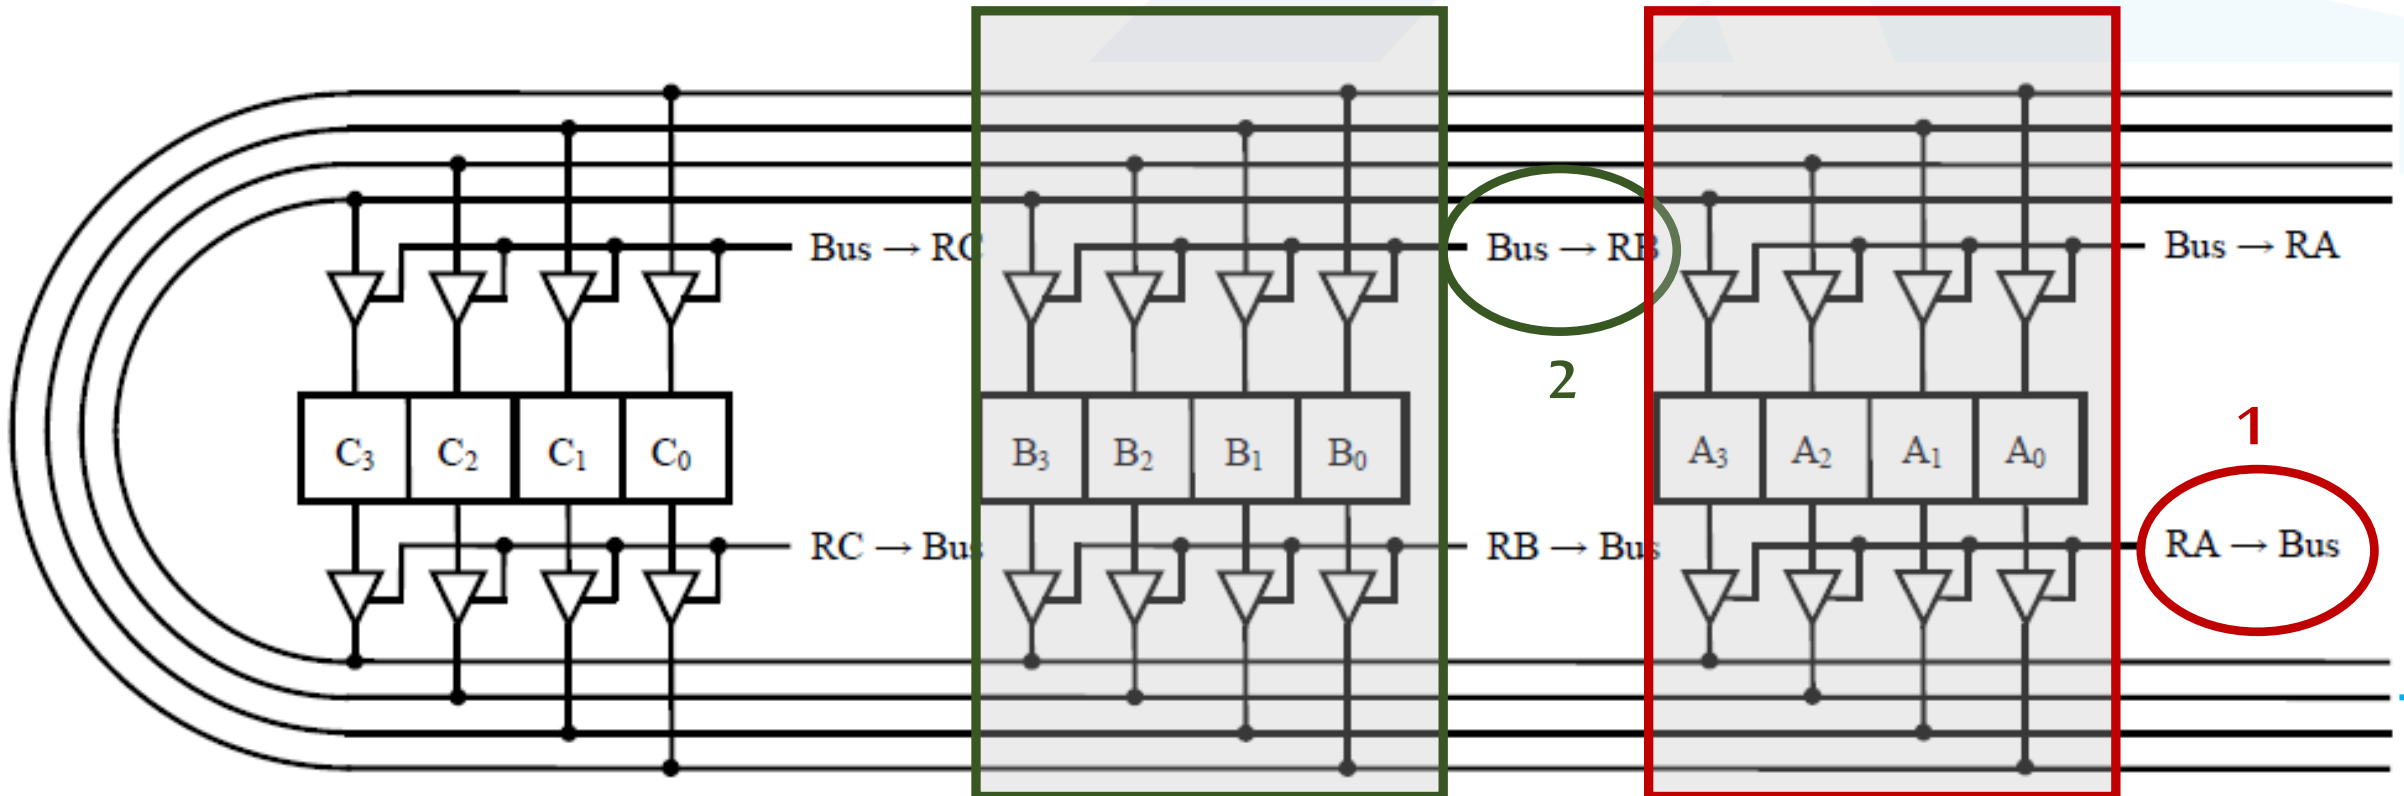 Bus → RC
Bus → RB
Bus → RA
2
C₃ C₂ C₁ C₀
B₃ B₂ B₁ B₀
A₃ A₂ A₁ A₀
1
RC → Bus
RB → Bus
RA → Bus